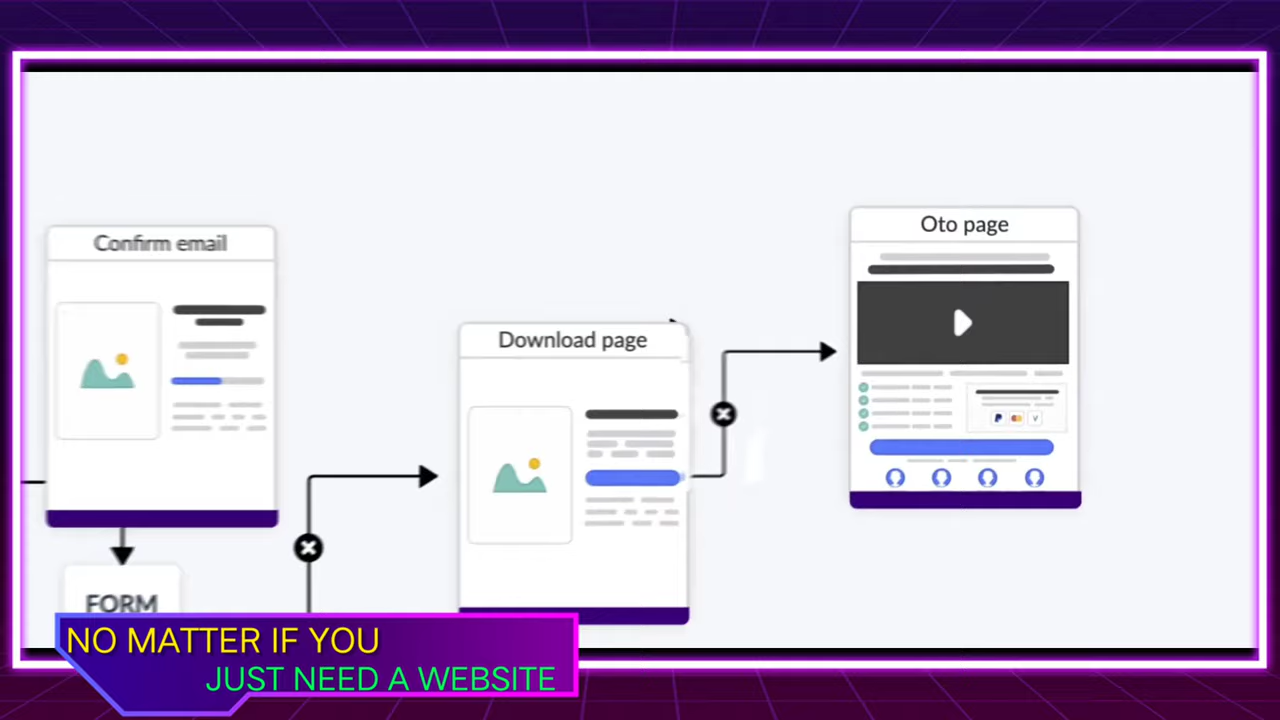 Oto page
Confirm email
Download page
FORM
NO MATTER IF YOU
JUST NEED A WEBSITE